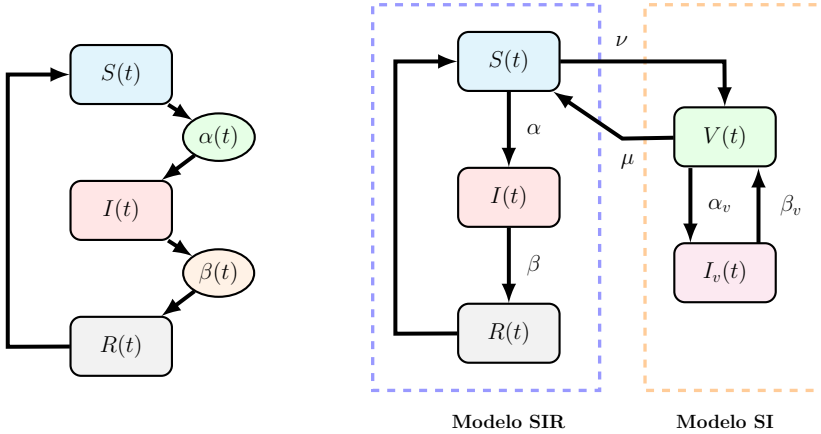 S(t)
α(t)
I(t)
β(t)
R(t)
S(t)
ν
α
μ
V(t)
I(t)
α_v
β_v
β
I_v(t)
R(t)
Modelo SIR
Modelo SI